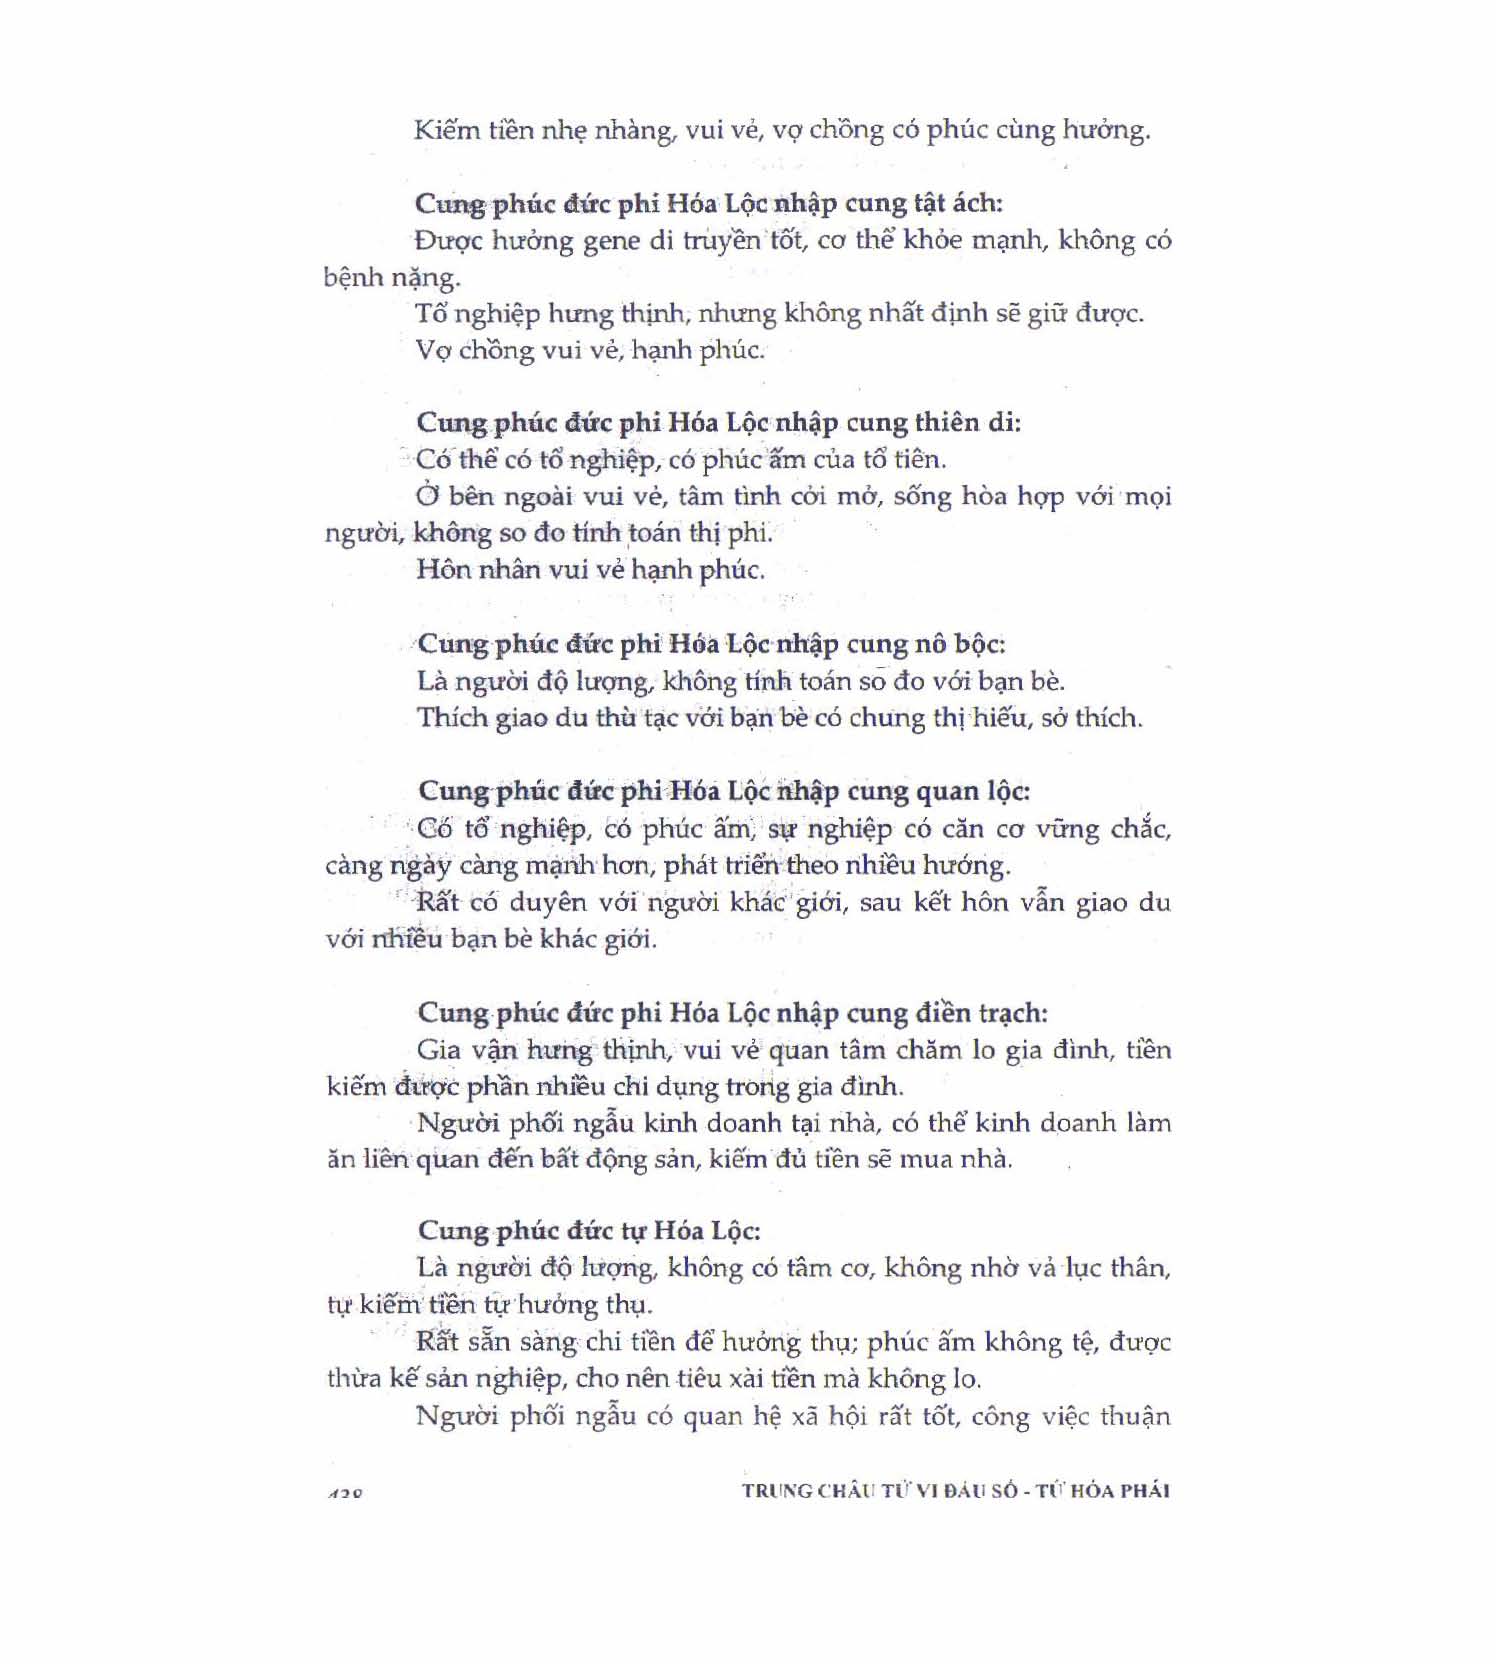 Kiếm tiền nhẹ nhàng, vui vẻ, vợ chồng có phúc cùng hưởng.
Cung phúc đức phi Hóa Lộc nhập cung tật ách:
Được hưởng gene di truyền tốt, cơ thể khỏe mạnh, không có
bệnh nặng.
Tổ nghiệp hưng thịnh, nhưng không nhất định sẽ giữ được.
Vợ chồng vui vẻ, hạnh phúc.
Cung phúc đức phi Hóa Lộc nhập cung thiên di:
Có thể có tổ nghiệp, có phúc ấm của tổ tiên.
Ở bên ngoài vui vẻ, tâm tình cởi mở, sống hòa hợp với mọi
người, không so đo tính toán thị phi.
Hôn nhân vui vẻ hạnh phúc.
Cung phúc đức phi Hóa Lộc nhập cung nô bộc:
Là người độ lượng, không tính toán so đo với bạn bè.
Thích giao du thù tạc với bạn bè có chung thị hiếu, sở thích.
Cung phúc đức phi Hóa Lộc nhập cung quan lộc:
Có tổ nghiệp, có phúc ấm, sự nghiệp có căn cơ vững chắc,
càng ngày càng mạnh hơn, phát triển theo nhiều hướng.
Rất có duyên với người khác giới, sau kết hôn vẫn giao du
với nhiều bạn bè khác giới.
Cung phúc đức phi Hóa Lộc nhập cung điền trạch:
Gia vận hưng thịnh, vui vẻ quan tâm chăm lo gia đình, tiền
kiếm được phần nhiều chi dụng trong gia đình.
Người phối ngẫu kinh doanh tại nhà, có thể kinh doanh làm
ăn liên quan đến bất động sản, kiếm đủ tiền sẽ mua nhà.
Cung phúc đức tự Hóa Lộc:
Là người độ lượng, không có tâm cơ, không nhờ vả lục thân,
tự kiếm tiền tự hưởng thụ.
Rất sẵn sàng chi tiền để hưởng thụ; phúc ấm không tệ, được
thừa kế sản nghiệp, cho nên tiêu xài tiền mà không lo.
Người phối ngẫu có quan hệ xã hội rất tốt, công việc thuận
TRUNG CHÂU TỬ VI ĐẨU SỐ - TỨ HÓA PHÁI